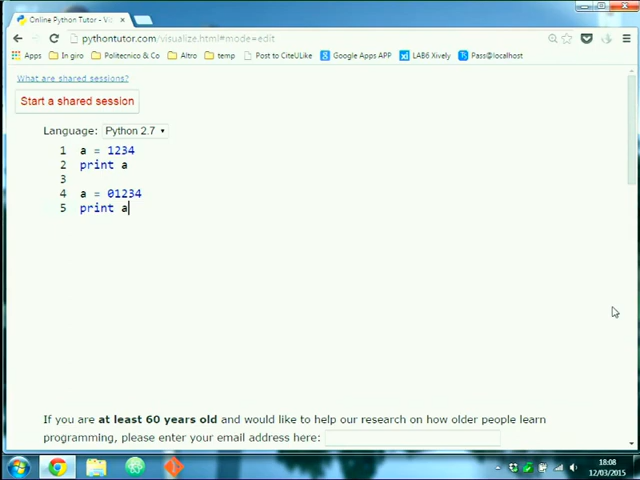 Online Python Tutor - Vi
pythontutor.com/visualize.html#mode=edit
Apps In giro Politecnico & Co Altro temp Post to CiteULike Google Apps APP LAB6.Xively Pass@localhost
What are shared sessions?
Start a shared session
Language: Python 2.7
1 a = 1234
2 print a
3
4 a = 01234
5 print a
If you are at least 60 years old and would like to help our research on how older people learn
programming, please enter your email address here:
18:08
12/03/2015